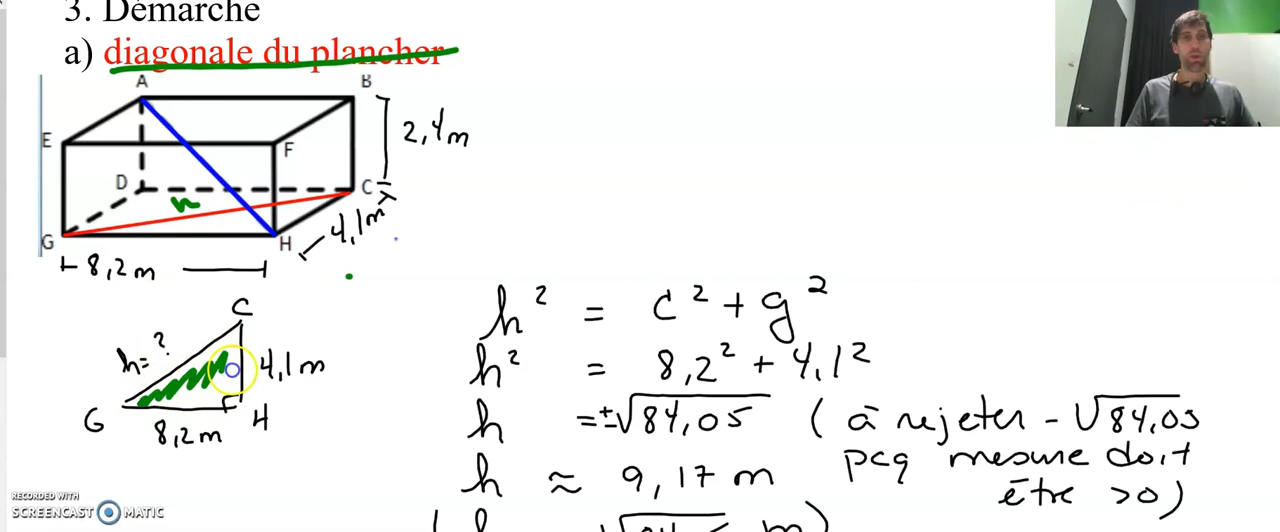 3. Démarche
a) diagonale du plancher
A
B
E
F
2,4m
D
h
C
4,1m
G
H
8,2m
C
h=?
4,1m
G
8,2m
H
h² = c² + g²
h² = 8,2² + 4,1²
h =±√84,05 ( à rejeter -√84,05
pcq mesure doit
être >0)
h ≈ 9,17 m
RECORDED WITH
SCREENCAST MATIC